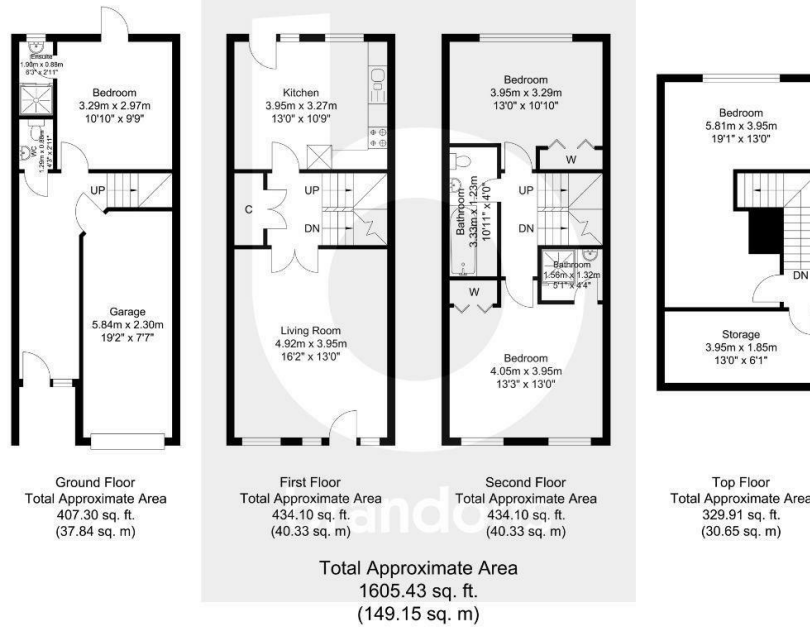 Ensuite
1.90m x 0.88m
6'3" x 2'11"
Bedroom
3.29m x 2.97m
10'10" x 9'9"
WC
1.29m x 0.88m
4'3" x 2'11"
UP
Garage
5.84m x 2.30m
19'2" x 7'7"
Ground Floor
Total Approximate Area
407.30 sq. ft.
(37.84 sq. m)
Kitchen
3.95m x 3.27m
13'0" x 10'9"
C
UP
DN
Living Room
4.92m x 3.95m
16'2" x 13'0"
First Floor
Total Approximate Area
434.10 sq. ft.
(40.33 sq. m)
Bedroom
3.95m x 3.29m
13'0" x 10'10"
W
Bathroom
3.33m x 1.23m
10'11" x 4'0"
UP
DN
Bathroom
1.56m x 1.32m
5'1" x 4'4"
W
Bedroom
4.05m x 3.95m
13'3" x 13'0"
Second Floor
Total Approximate Area
434.10 sq. ft.
(40.33 sq. m)
Bedroom
5.81m x 3.95m
19'1" x 13'0"
DN
Storage
3.95m x 1.85m
13'0" x 6'1"
Top Floor
Total Approximate Area
329.91 sq. ft.
(30.65 sq. m)
Total Approximate Area
1605.43 sq. ft.
(149.15 sq. m)